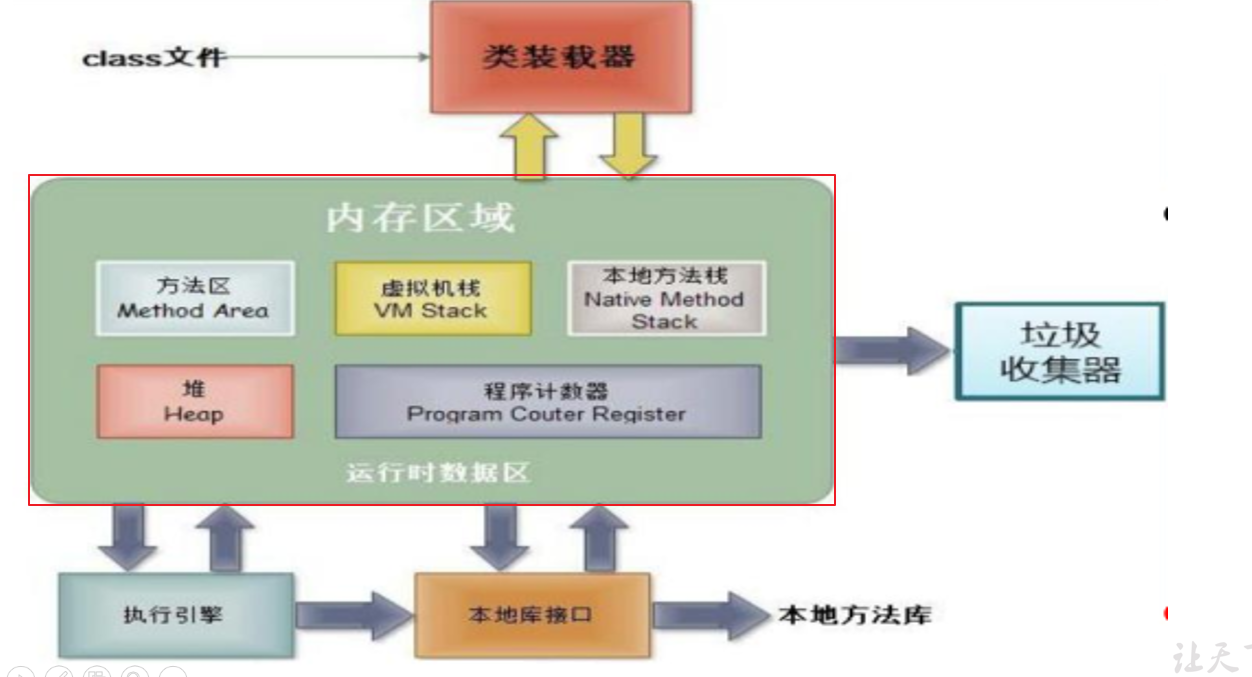 class文件
类装载器
内存区域
方法区
Method Area
虚拟机栈
VM Stack
本地方法栈
Native Method
Stack
堆
Heap
程序计数器
Program Couter Register
运行时数据区
垃圾
收集器
执行引擎
本地库接口
本地方法库
让天